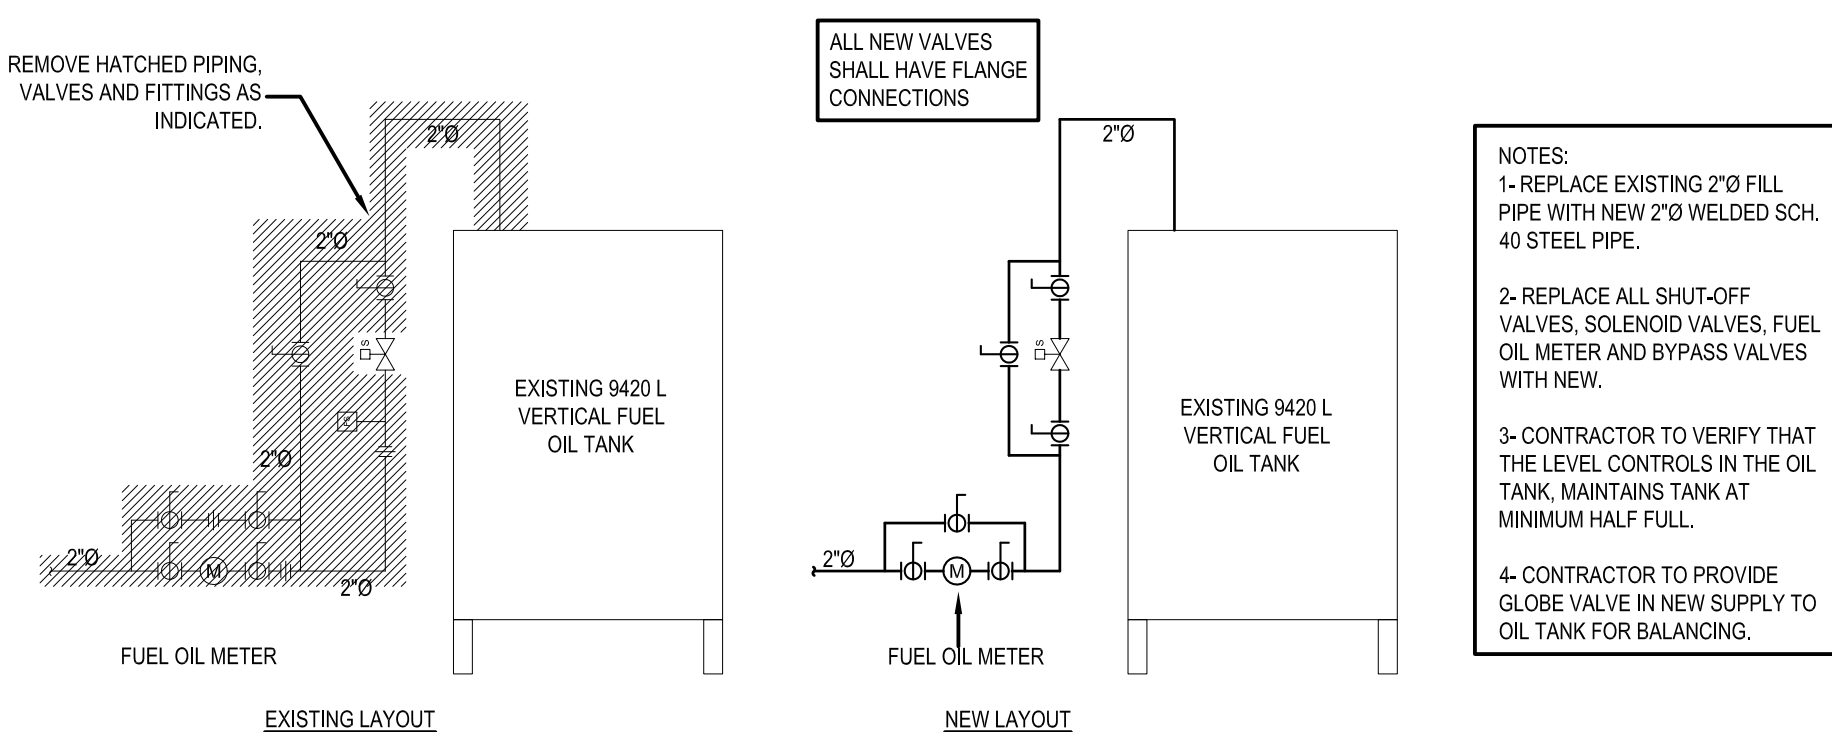 REMOVE HATCHED PIPING,
VALVES AND FITTINGS AS
INDICATED.
2"Ø
2"Ø
S
FS
2"Ø
2"Ø
M
2"Ø
EXISTING 9420 L
VERTICAL FUEL
OIL TANK
FUEL OIL METER
EXISTING LAYOUT
ALL NEW VALVES
SHALL HAVE FLANGE
CONNECTIONS
2"Ø
S
2"Ø
M
EXISTING 9420 L
VERTICAL FUEL
OIL TANK
FUEL OIL METER
NEW LAYOUT
NOTES:
1- REPLACE EXISTING 2"Ø FILL
PIPE WITH NEW 2"Ø WELDED SCH.
40 STEEL PIPE.
2- REPLACE ALL SHUT-OFF
VALVES, SOLENOID VALVES, FUEL
OIL METER AND BYPASS VALVES
WITH NEW.
3- CONTRACTOR TO VERIFY THAT
THE LEVEL CONTROLS IN THE OIL
TANK, MAINTAINS TANK AT
MINIMUM HALF FULL.
4- CONTRACTOR TO PROVIDE
GLOBE VALVE IN NEW SUPPLY TO
OIL TANK FOR BALANCING.